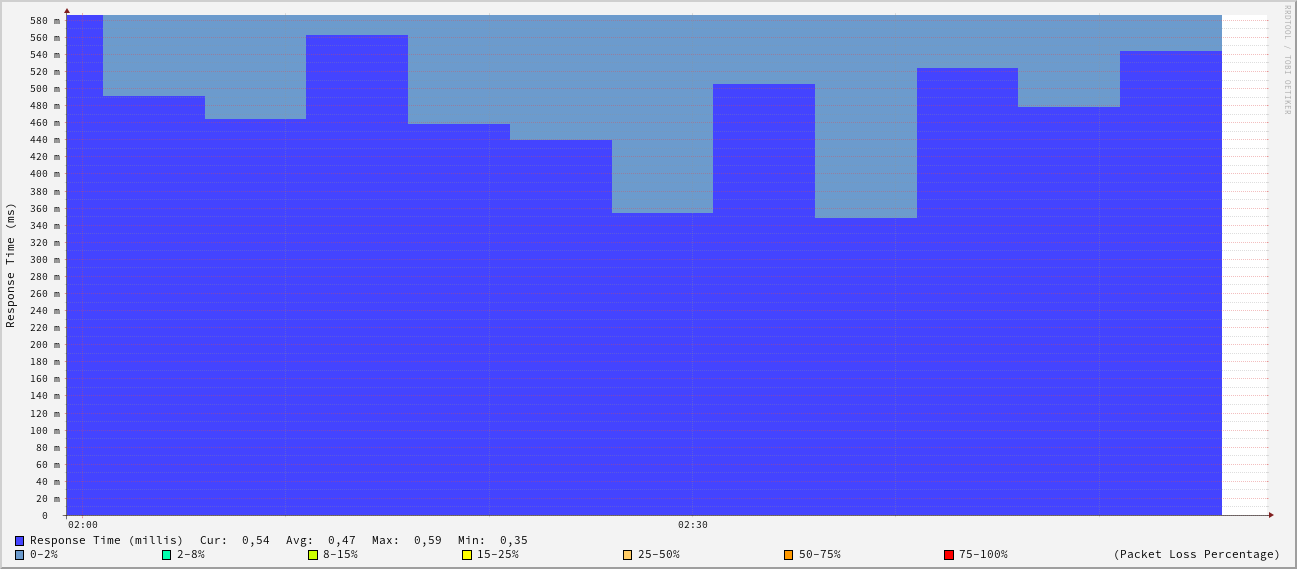 RRDTOOL / TOBI OETIKER
Response Time (ms)
580 m
560 m
540 m
520 m
500 m
480 m
460 m
440 m
420 m
400 m
380 m
360 m
340 m
320 m
300 m
280 m
260 m
240 m
220 m
200 m
180 m
160 m
140 m
120 m
100 m
80 m
60 m
40 m
20 m
0
02:00 02:30
Response Time (millis) Cur: 0,54 Avg: 0,47 Max: 0,59 Min: 0,35
0-2% 2-8% 8-15% 15-25% 25-50% 50-75% 75-100% (Packet Loss Percentage)